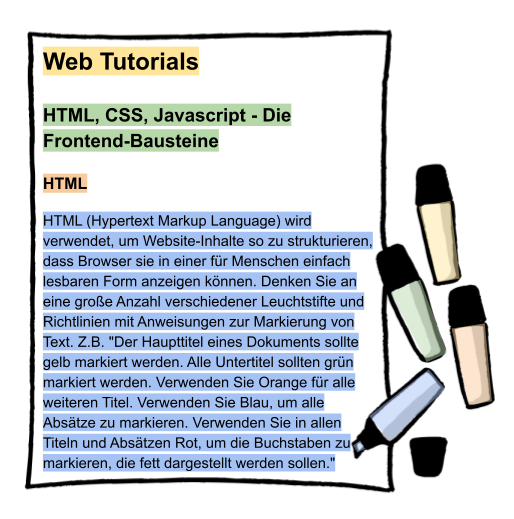 Web Tutorials
HTML, CSS, Javascript - Die
Frontend-Bausteine
HTML
HTML (Hypertext Markup Language) wird
verwendet, um Website-Inhalte so zu strukturieren,
dass Browser sie in einer für Menschen einfach
lesbaren Form anzeigen können. Denken Sie an
eine große Anzahl verschiedener Leuchtstifte und
Richtlinien mit Anweisungen zur Markierung von
Text. Z.B. "Der Haupttitel eines Dokuments sollte
gelb markiert werden. Alle Untertitel sollten grün
markiert werden. Verwenden Sie Orange für alle
weiteren Titel. Verwenden Sie Blau, um alle
Absätze zu markieren. Verwenden Sie in allen
Titeln und Absätzen Rot, um die Buchstaben zu
markieren, die fett dargestellt werden sollen."